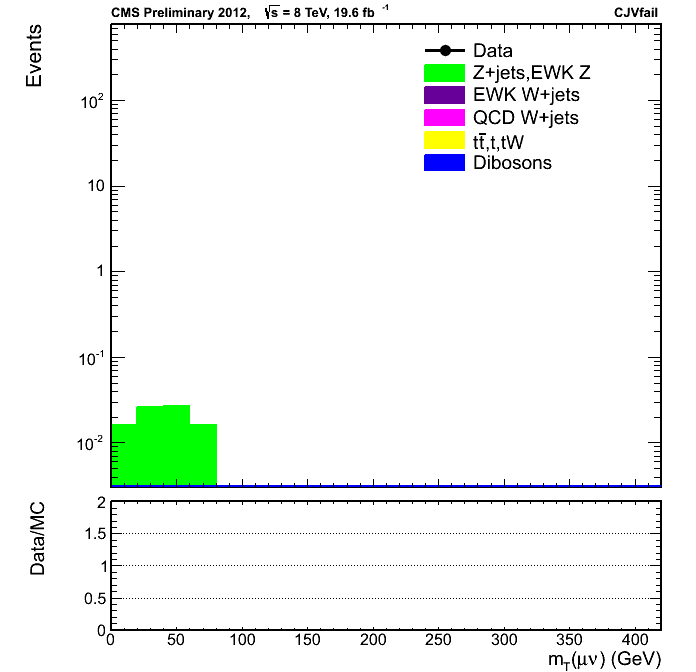 CMS Preliminary 2012, √s = 8 TeV, 19.6 fb⁻¹ CJVfail
Events
Data
Z+jets,EWK Z
EWK W+jets
QCD W+jets
tt̅,t,tW
Dibosons
10²
10
1
10⁻¹
10⁻²
Data/MC
2
1.5
1
0.5
0
0 50 100 150 200 250 300 350 400
m_T(μν) (GeV)